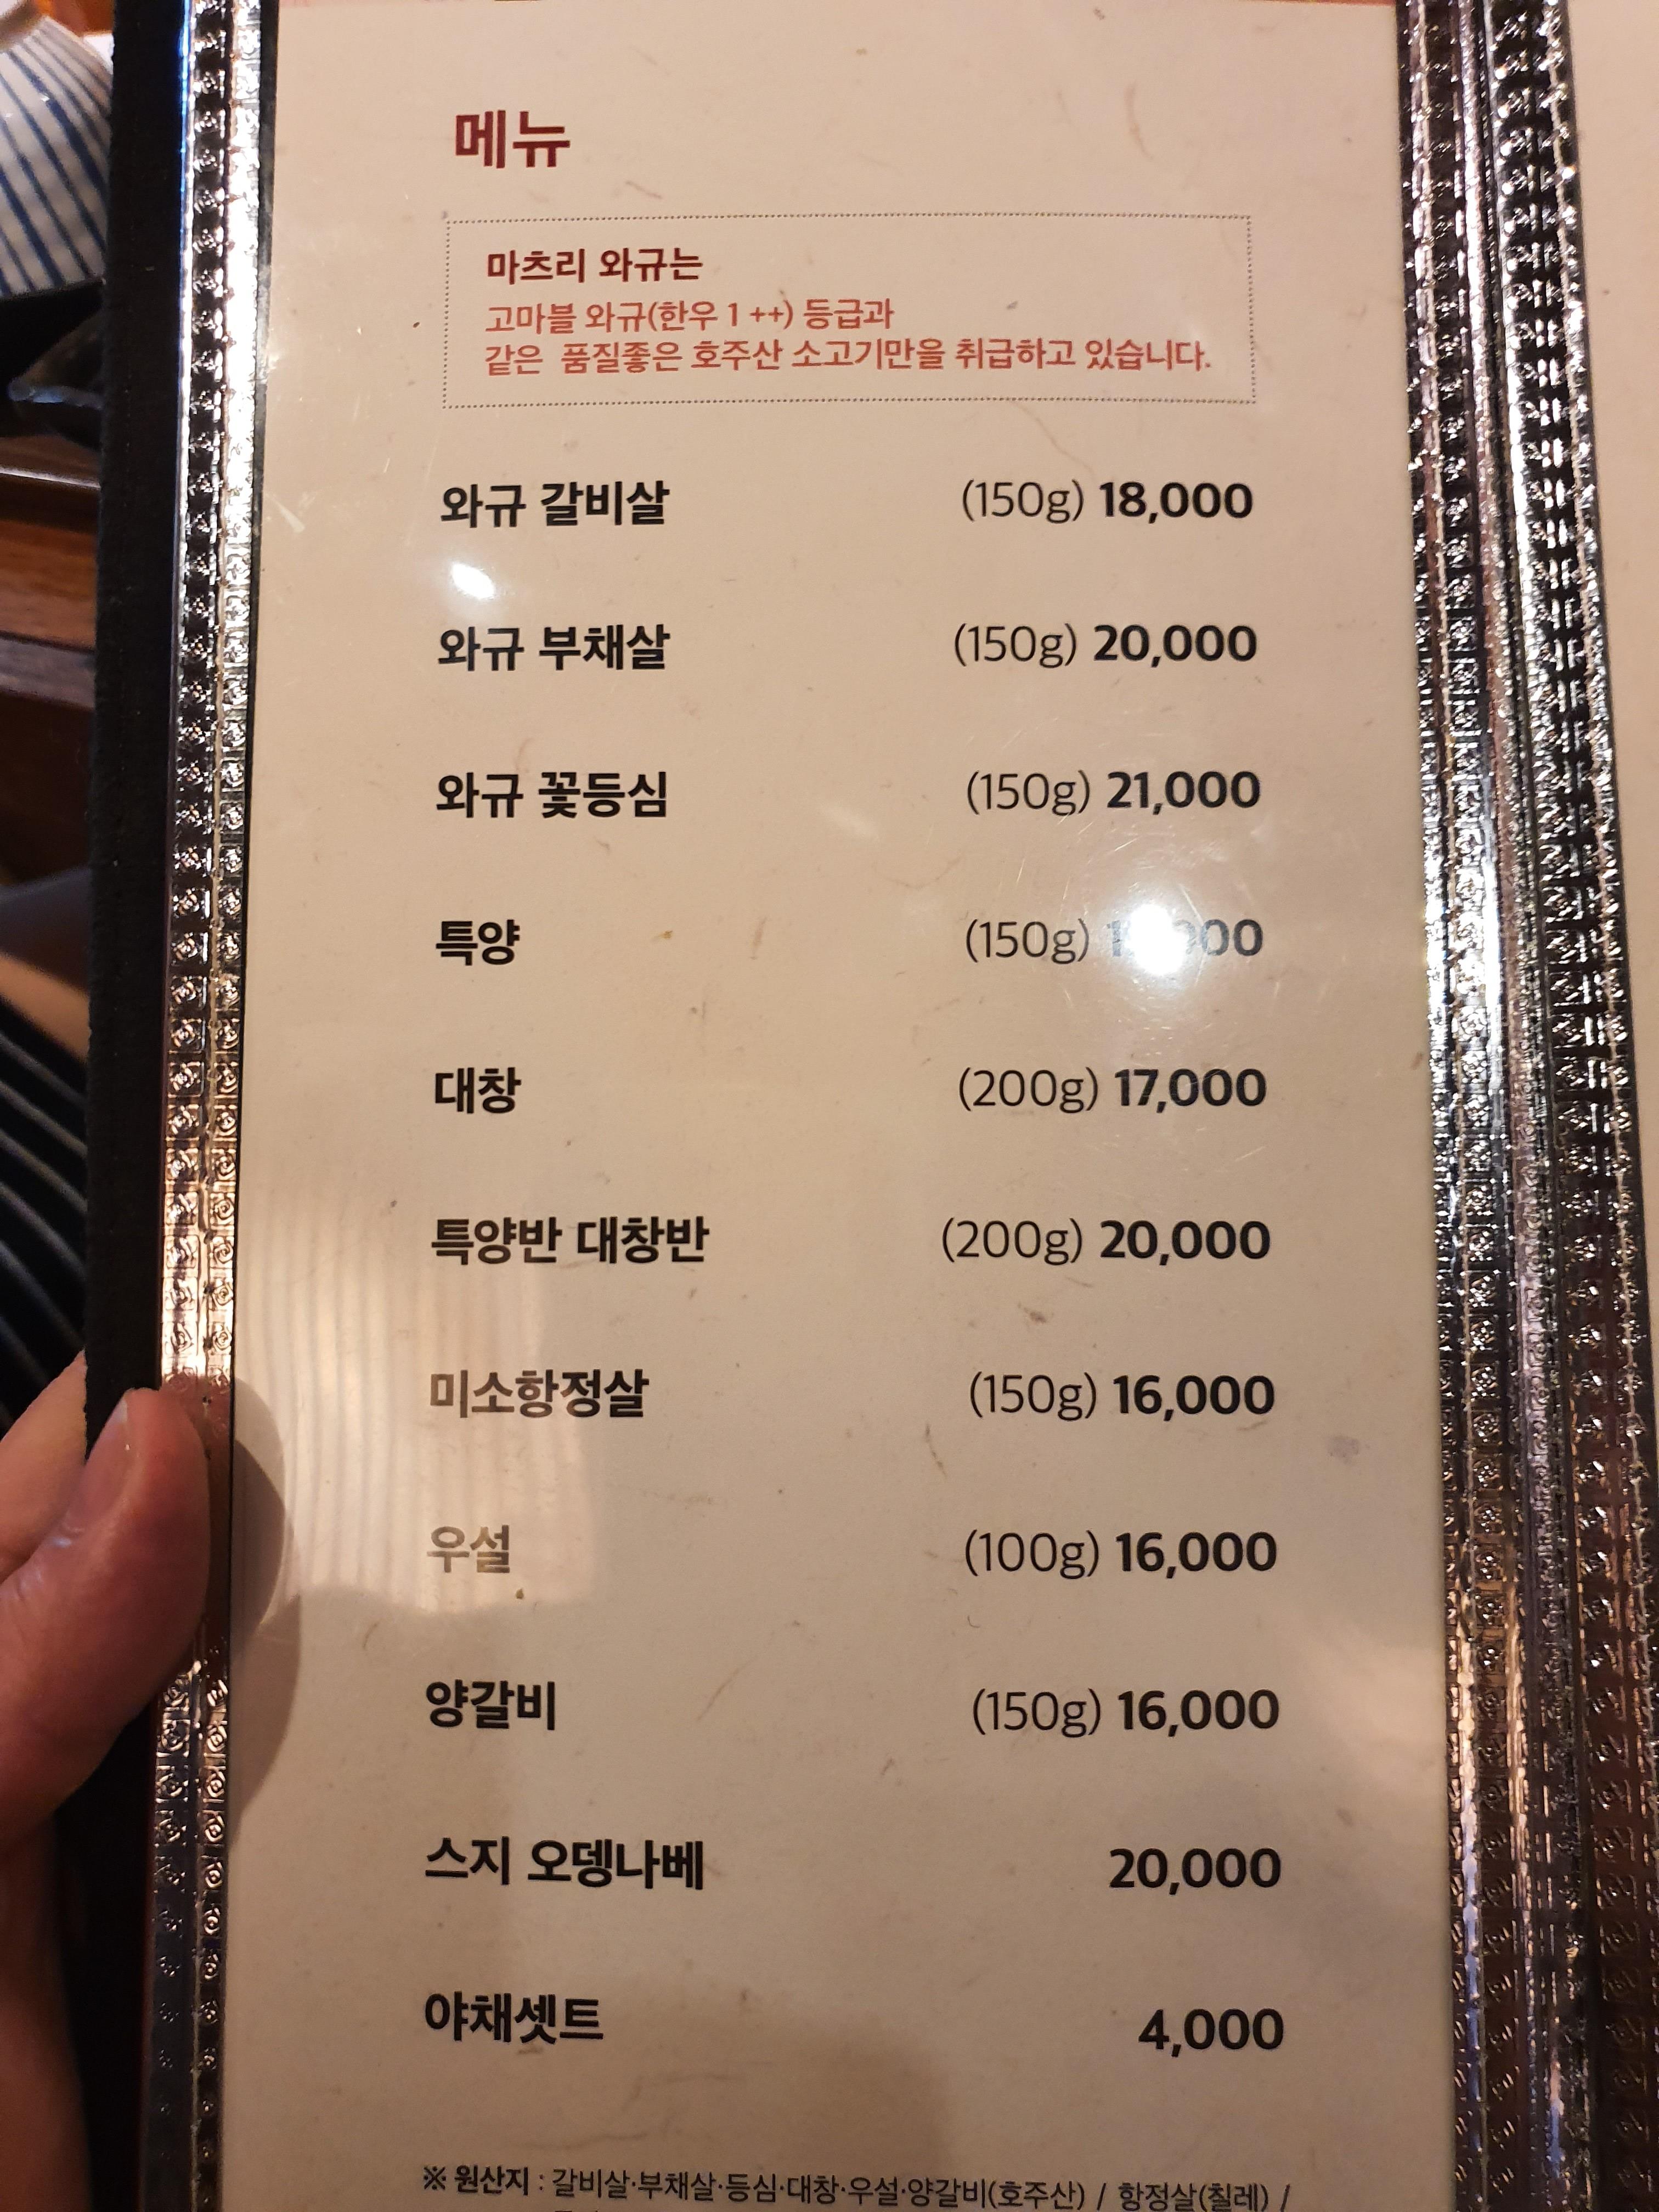 메뉴
마츠리 와규는
고마블 와규(한우 1 ++) 등급과
같은 품질좋은 호주산 소고기만을 취급하고 있습니다.
와규 갈비살 (150g) 18,000
와규 부채살 (150g) 20,000
와규 꽃등심 (150g) 21,000
특양 (150g)
대창 (200g) 17,000
특양반 대창반 (200g) 20,000
미소항정살 (150g) 16,000
우설 (100g) 16,000
양갈비 (150g) 16,000
스지 오뎅나베 20,000
야채셋트 4,000
※ 원산지 : 갈비살·부채살·등심·대창·우설·양갈비(호주산) / 항정살(칠레) /